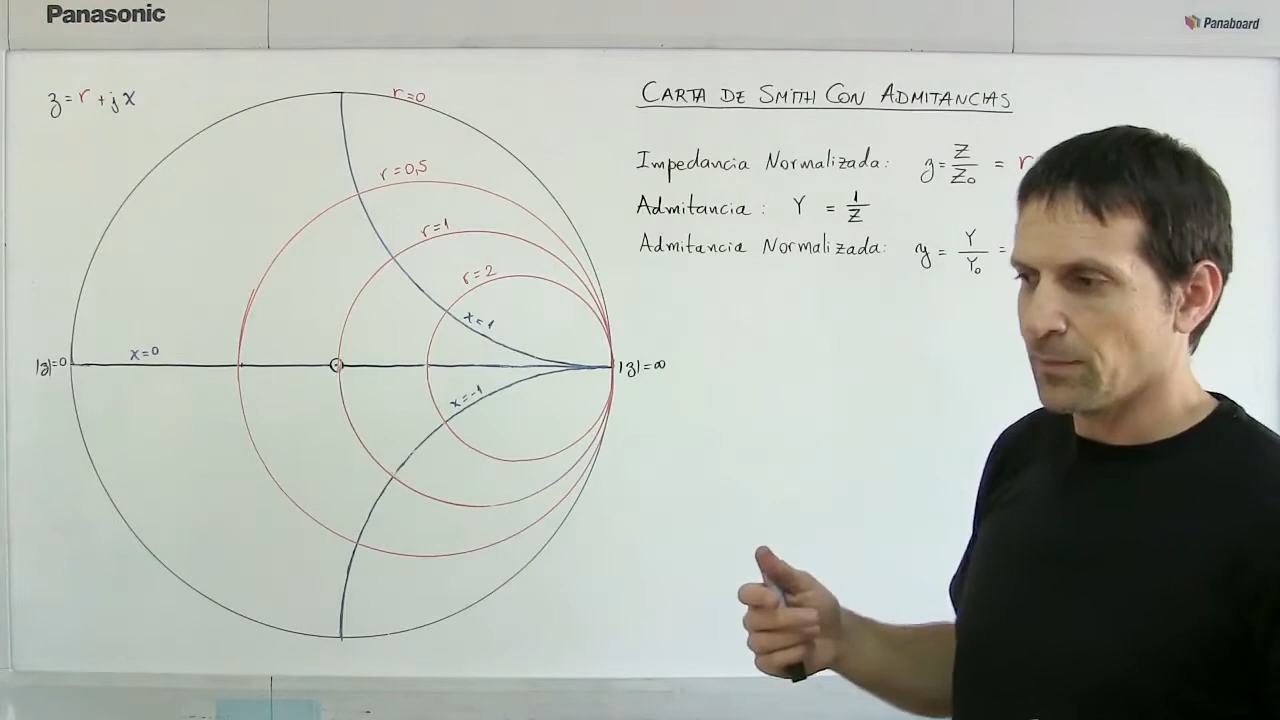 Panasonic
Panaboard
z = r + j x
r=0
r=0,5
r=1
r=2
x=1
x=0
x=-1
|z|=0
|z|=∞
CARTA DE SMITH CON ADMITANCIAS
Impedancia Normalizada: z = Z/Z₀ = r
Admitancia : Y = 1/Z
Admitancia Normalizada: y = Y/Y₀ =